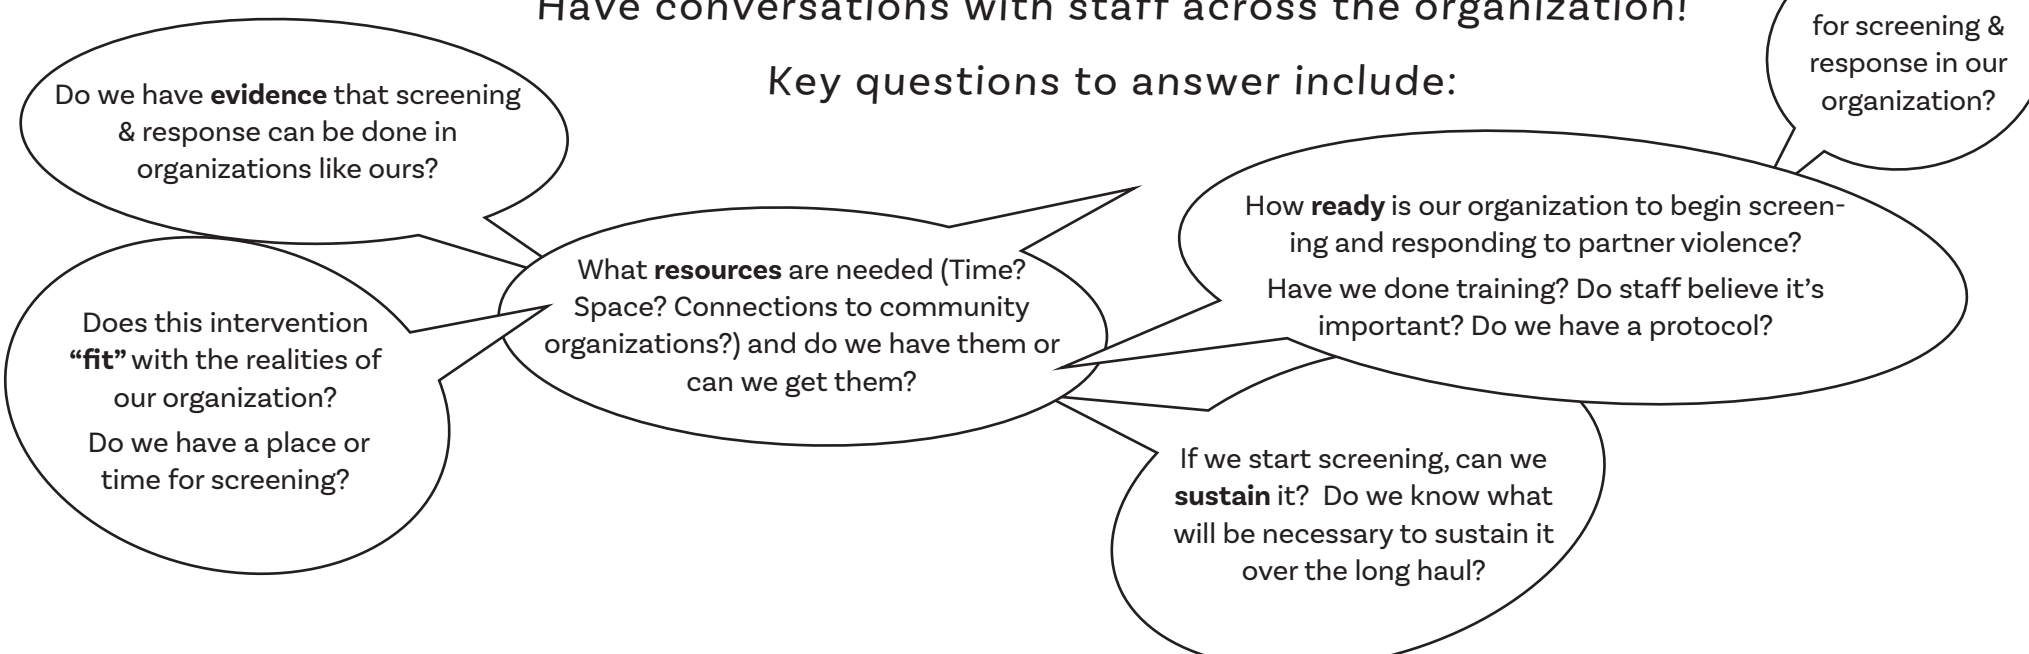 Have conversations with staff across the organization!
Key questions to answer include:
for screening &
response in our
organization?
Do we have evidence that screening
& response can be done in
organizations like ours?
How ready is our organization to begin screen-
ing and responding to partner violence?
Have we done training? Do staff believe it’s
important? Do we have a protocol?
What resources are needed (Time?
Space? Connections to community
organizations?) and do we have them or
can we get them?
Does this intervention
“fit” with the realities of
our organization?
Do we have a place or
time for screening?
If we start screening, can we
sustain it?  Do we know what
will be necessary to sustain it
over the long haul?